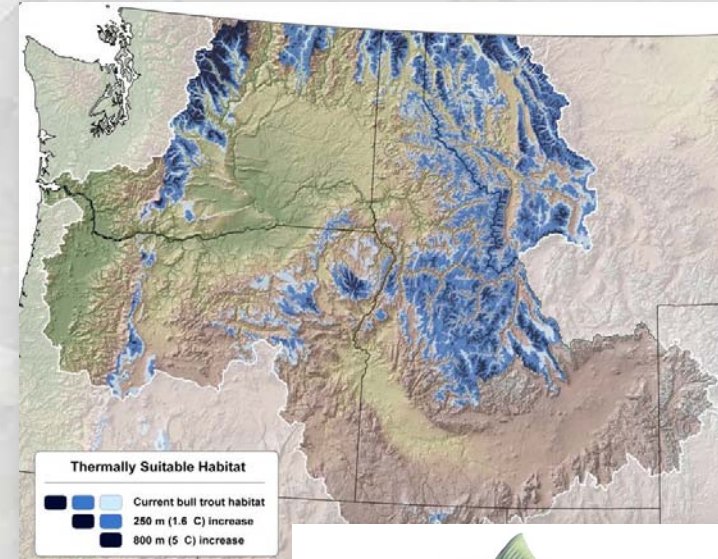 Thermally Suitable Habitat
Current bull trout habitat
250 m (1.6 C) increase
800 m (5 C) increase